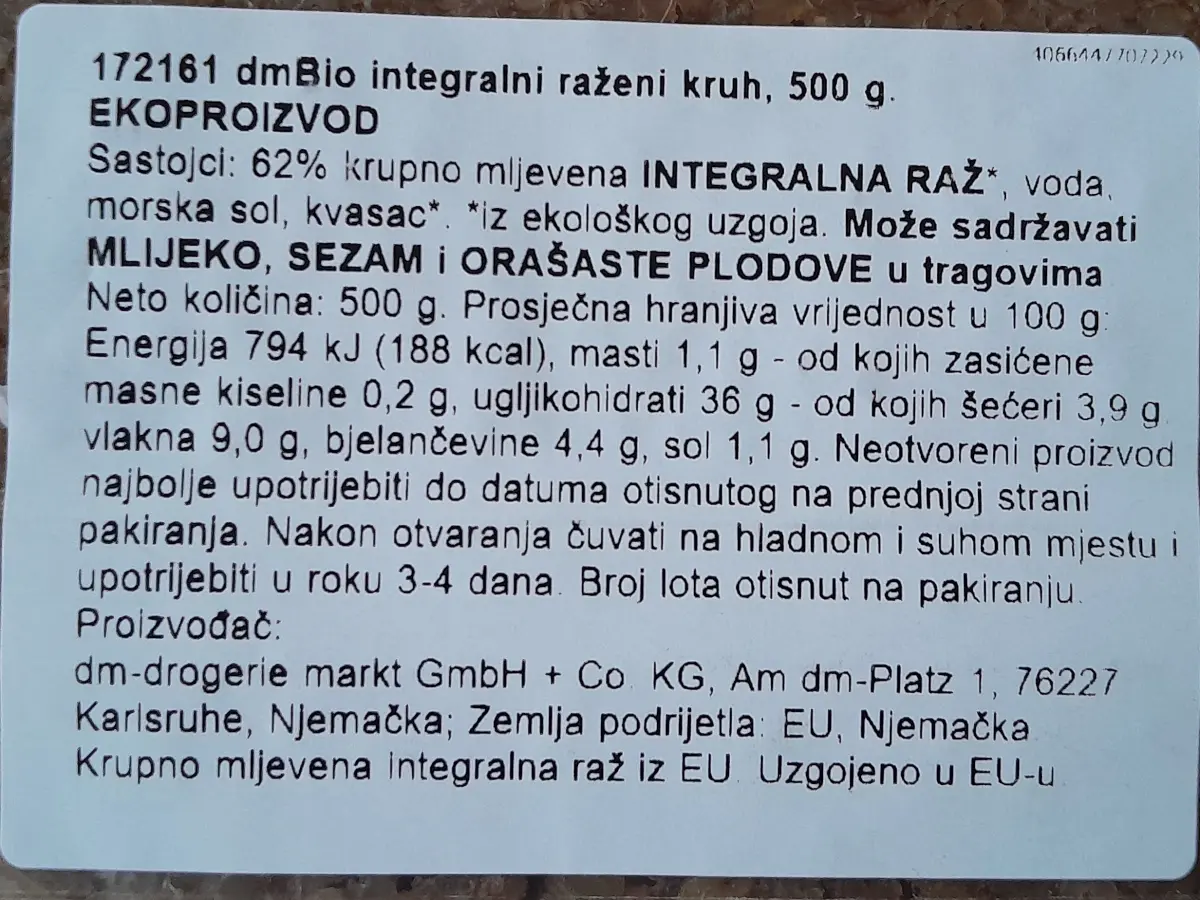 172161 dmBio integralni raženi kruh, 500 g.
EKOPROIZVOD
Sastojci: 62% krupno mljevena INTEGRALNA RAŽ*, voda,
morska sol, kvasac*. *iz ekološkog uzgoja. Može sadržavati
MLIJEKO, SEZAM i ORAŠASTE PLODOVE u tragovima
Neto količina: 500 g. Prosječna hranjiva vrijednost u 100 g:
Energija 794 kJ (188 kcal), masti 1,1 g - od kojih zasićene
masne kiseline 0,2 g, ugljikohidrati 36 g - od kojih šećeri 3,9 g,
vlakna 9,0 g, bjelančevine 4,4 g, sol 1,1 g. Neotvoreni proizvod
najbolje upotrijebiti do datuma otisnutog na prednjoj strani
pakiranja. Nakon otvaranja čuvati na hladnom i suhom mjestu i
upotrijebiti u roku 3-4 dana. Broj lota otisnut na pakiranju.
Proizvođač:
dm-drogerie markt GmbH + Co. KG, Am dm-Platz 1, 76227
Karlsruhe, Njemačka; Zemlja podrijetla: EU, Njemačka.
Krupno mljevena integralna raž iz EU. Uzgojeno u EU-u.